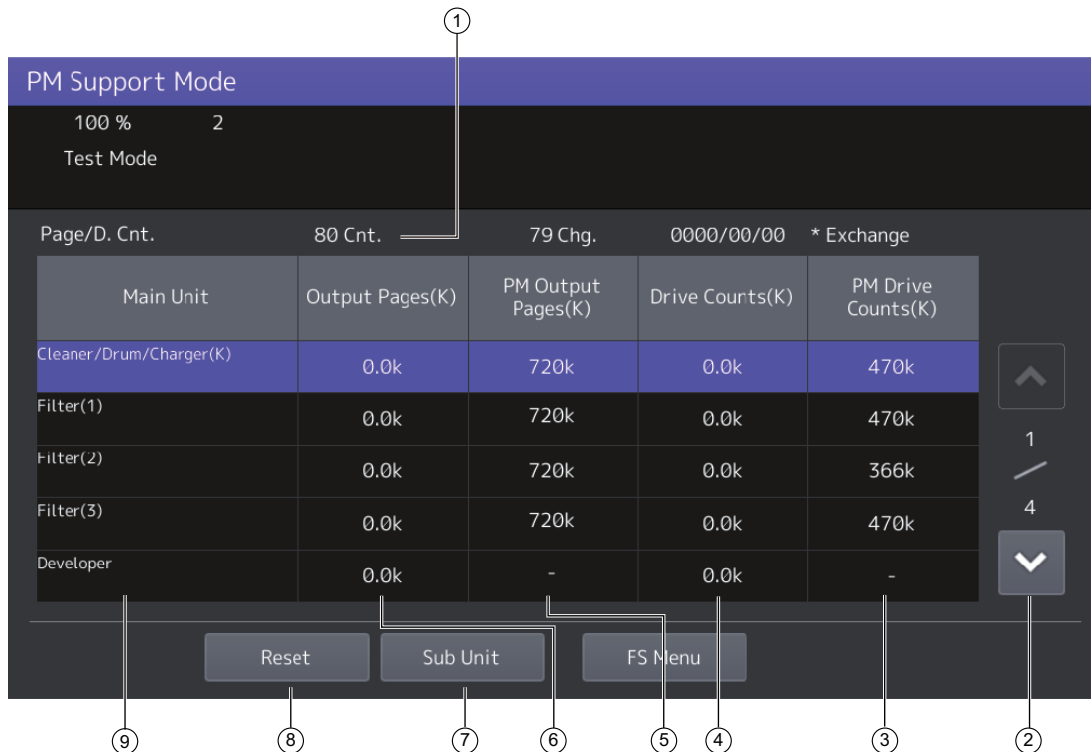 1
PM Support Mode
100 % 2
Test Mode
Page/D. Cnt. 80 Cnt. 79 Chg. 0000/00/00 * Exchange
Main Unit Output Pages(K) PM Output Pages(K) Drive Counts(K) PM Drive Counts(K)
Cleaner/Drum/Charger(K) 0.0k 720k 0.0k 470k
Filter(1) 0.0k 720k 0.0k 470k
Filter(2) 0.0k 720k 0.0k 366k
Filter(3) 0.0k 720k 0.0k 470k
Developer 0.0k - 0.0k -
1
/
4
Reset Sub Unit FS Menu
9 8 7 6 5 4 3 2